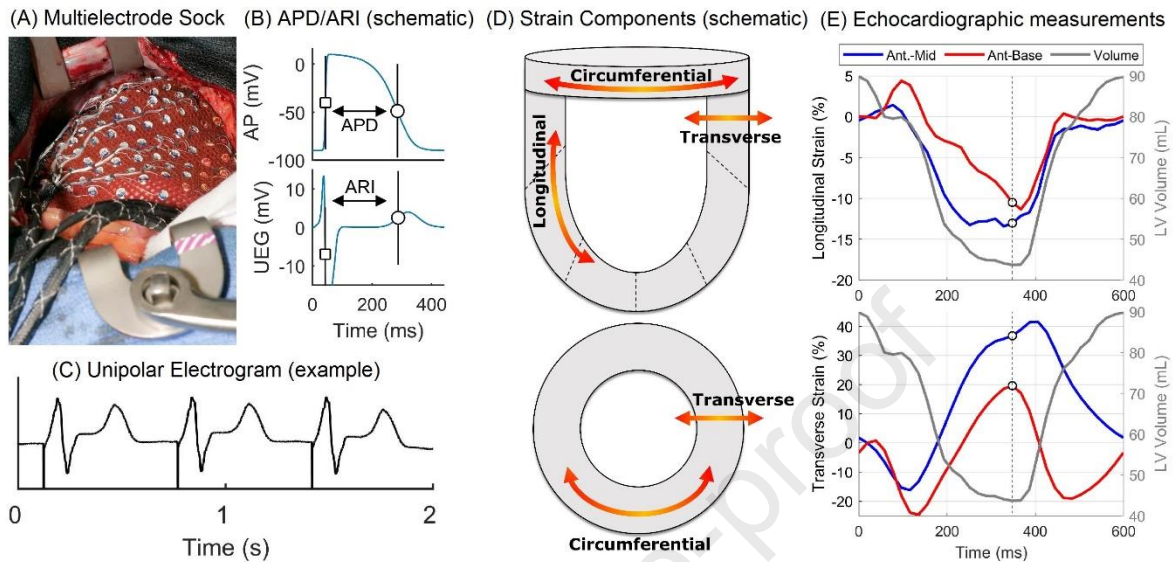 (A) Multielectrode Sock
(B) APD/ARI (schematic)
0
-50
-100
AP (mV)
APD
10
0
-10
UEG (mV)
ARI
0 200 400
Time (ms)
(C) Unipolar Electrogram (example)
0 1 2
Time (s)
(D) Strain Components (schematic)
Circumferential
Transverse
Longitudinal
Transverse
Circumferential
(E) Echocardiographic measurements
Ant.-Mid Ant-Base Volume
5
0
-5
-10
-15
-20
Longitudinal Strain (%)
90
80
70
60
50
40
LV Volume (mL)
0 200 400 600
40
30
20
10
0
-10
-20
Transverse Strain (%)
90
80
70
60
50
40
LV Volume (mL)
0 200 400 600
Time (ms)
-proof